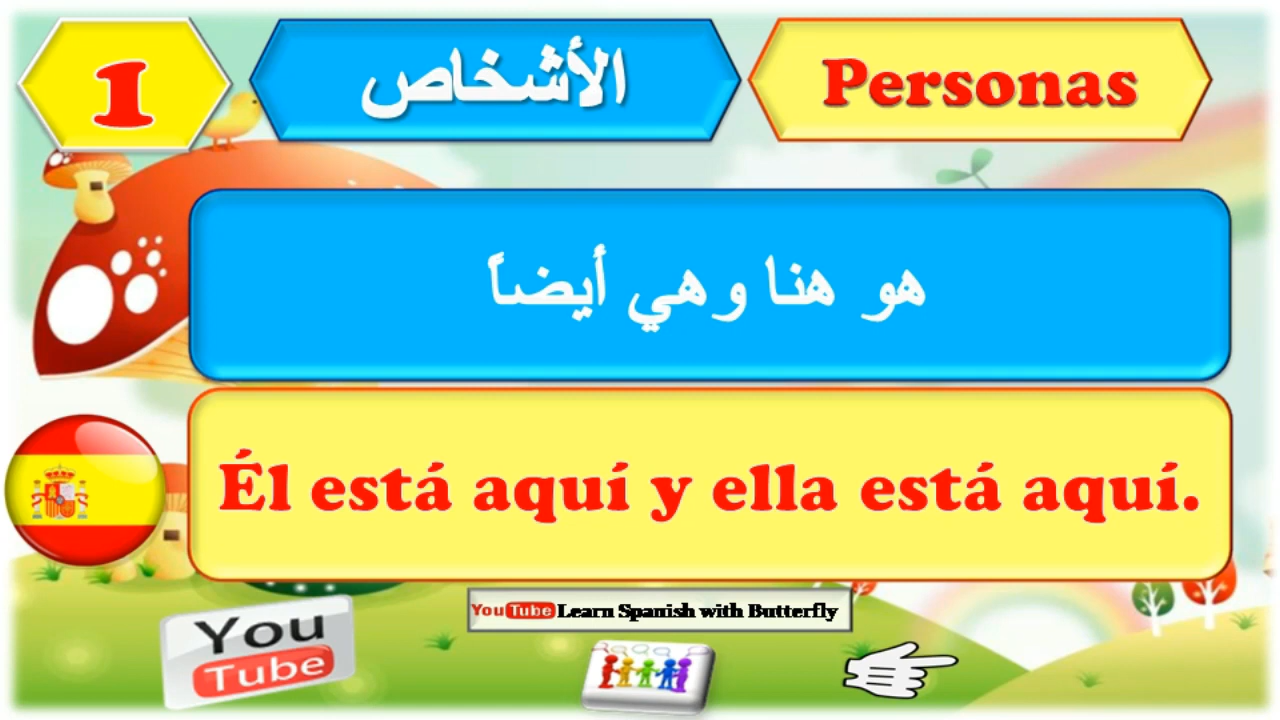 1
الأشخاص
Personas
هو هنا وهي أيضاً
Él está aquí y ella está aquí.
YouTube Learn Spanish with Butterfly
You
Tube